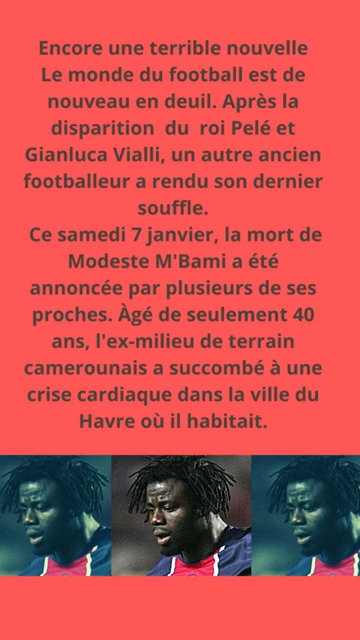 Encore une terrible nouvelle
Le monde du football est de
nouveau en deuil. Après la
disparition du roi Pelé et
Gianluca Vialli, un autre ancien
footballeur a rendu son dernier
souffle.
Ce samedi 7 janvier, la mort de
Modeste M'Bami a été
annoncée par plusieurs de ses
proches. Àgé de seulement 40
ans, l'ex-milieu de terrain
camerounais a succombé à une
crise cardiaque dans la ville du
Havre où il habitait.